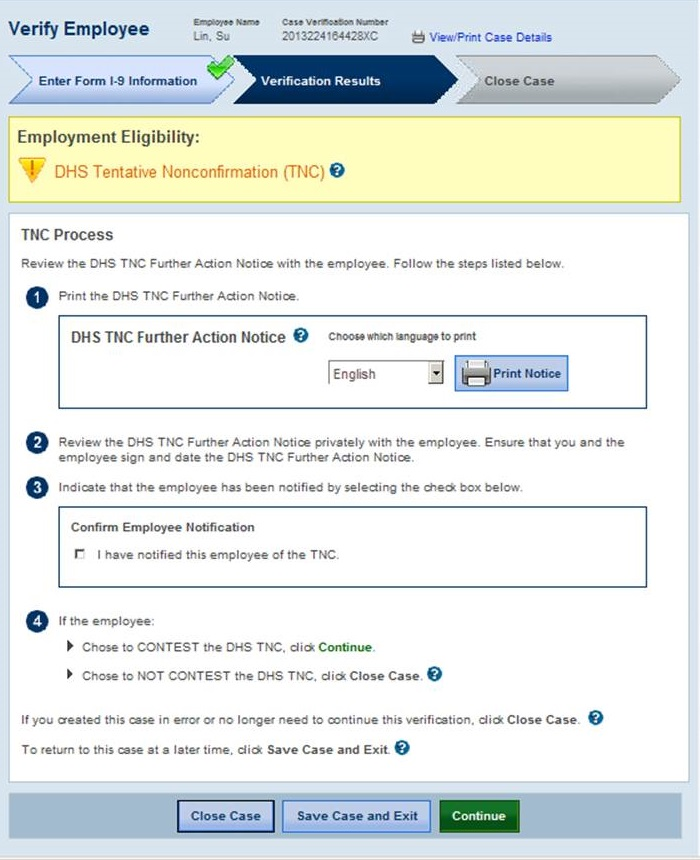 Verify Employee
Employee Name
Lin, Su
Case Verification Number
2013224164428XC
View/Print Case Details
Enter Form I-9 Information
Verification Results
Close Case
Employment Eligibility:
DHS Tentative Nonconfirmation (TNC) ?
TNC Process
Review the DHS TNC Further Action Notice with the employee. Follow the steps listed below.
1 Print the DHS TNC Further Action Notice.
DHS TNC Further Action Notice ?
Choose which language to print
English
Print Notice
2 Review the DHS TNC Further Action Notice privately with the employee. Ensure that you and the
employee sign and date the DHS TNC Further Action Notice.
3 Indicate that the employee has been notified by selecting the check box below.
Confirm Employee Notification
I have notified this employee of the TNC.
4 If the employee:
Chose to CONTEST the DHS TNC, click Continue.
Chose to NOT CONTEST the DHS TNC, click Close Case. ?
If you created this case in error or no longer need to continue this verification, click Close Case. ?
To return to this case at a later time, click Save Case and Exit. ?
Close Case
Save Case and Exit
Continue